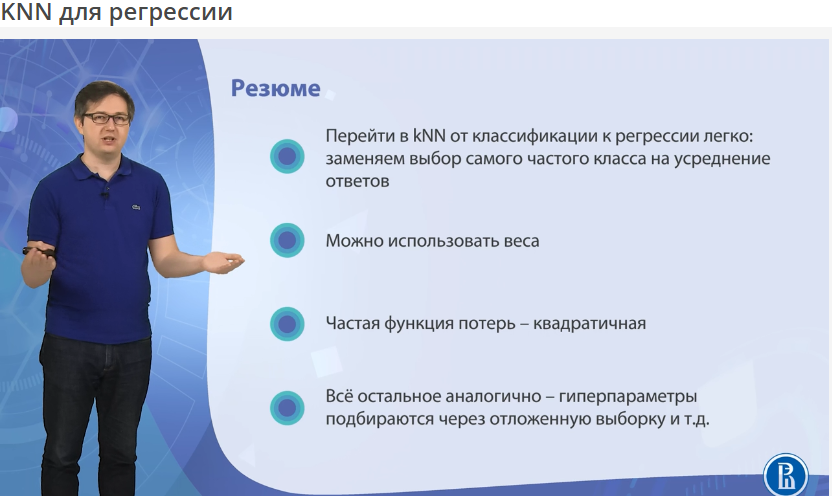 KNN для регрессии
Резюме
Перейти в kNN от классификации к регрессии легко:
заменяем выбор самого частого класса на усреднение
ответов
Можно использовать веса
Частая функция потерь – квадратичная
Всё остальное аналогично – гиперпараметры
подбираются через отложенную выборку и т.д.